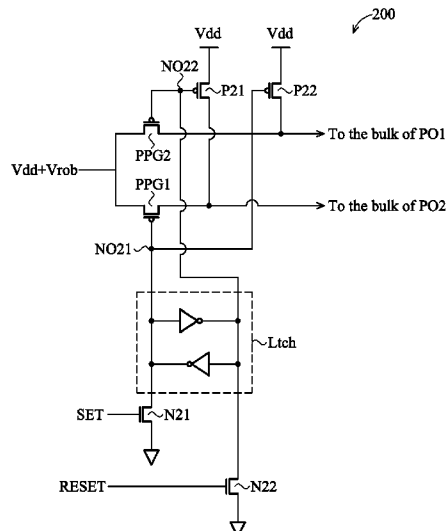 200
Vdd
Vdd
NO22
P21
P22
PPG2
To the bulk of PO1
Vdd+Vrob
PPG1
To the bulk of PO2
NO21
Ltch
SET
N21
RESET
N22